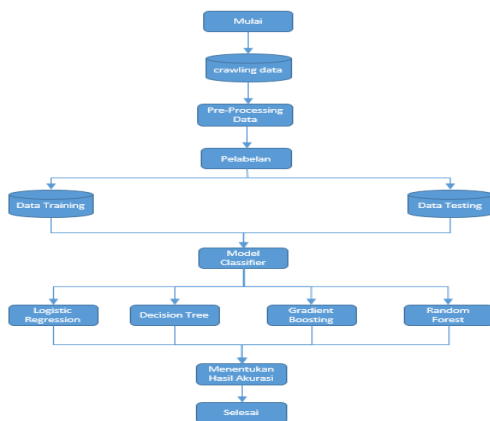 Mulai
crawling data
Pre-Processing
Data
Pelabelan
Data Training
Data Testing
Model
Classifier
Logistic
Regression
Decision Tree
Gradient
Boosting
Random
Forest
Menentukan
Hasil Akurasi
Selesai